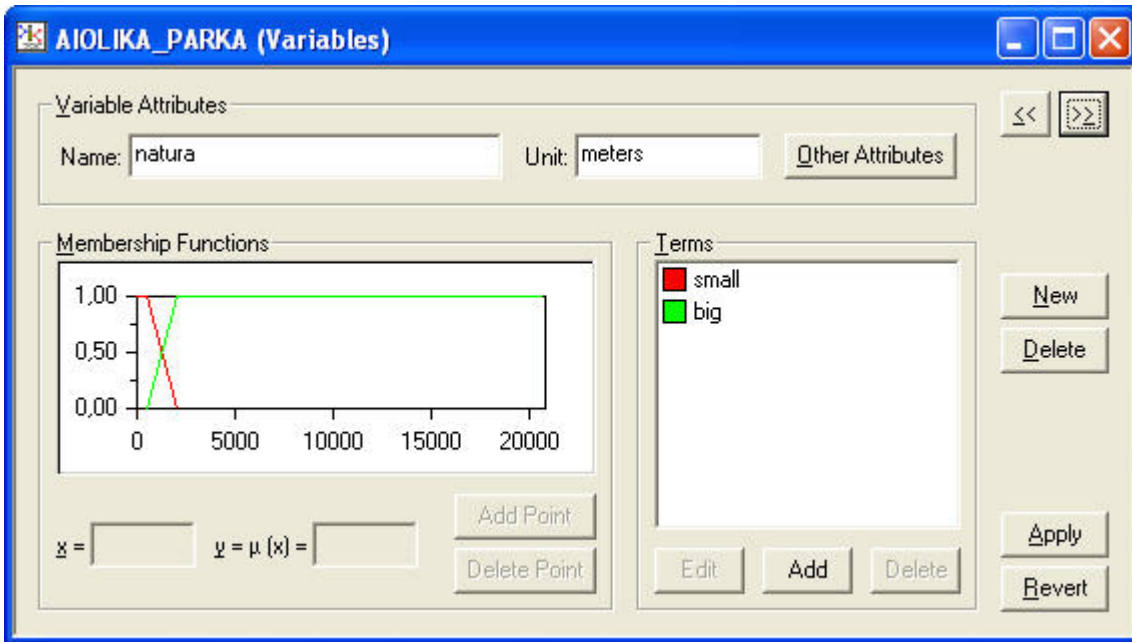 AIOLIKA_PARKA (Variables)
Variable Attributes
<< >>
Name: natura Unit: meters Other Attributes
Membership Functions
Terms
1,00
0,50
0,00
0 5000 10000 15000 20000
small
big
New
Delete
x = y = µ (x) =
Add Point
Delete Point
Edit Add Delete
Apply
Revert